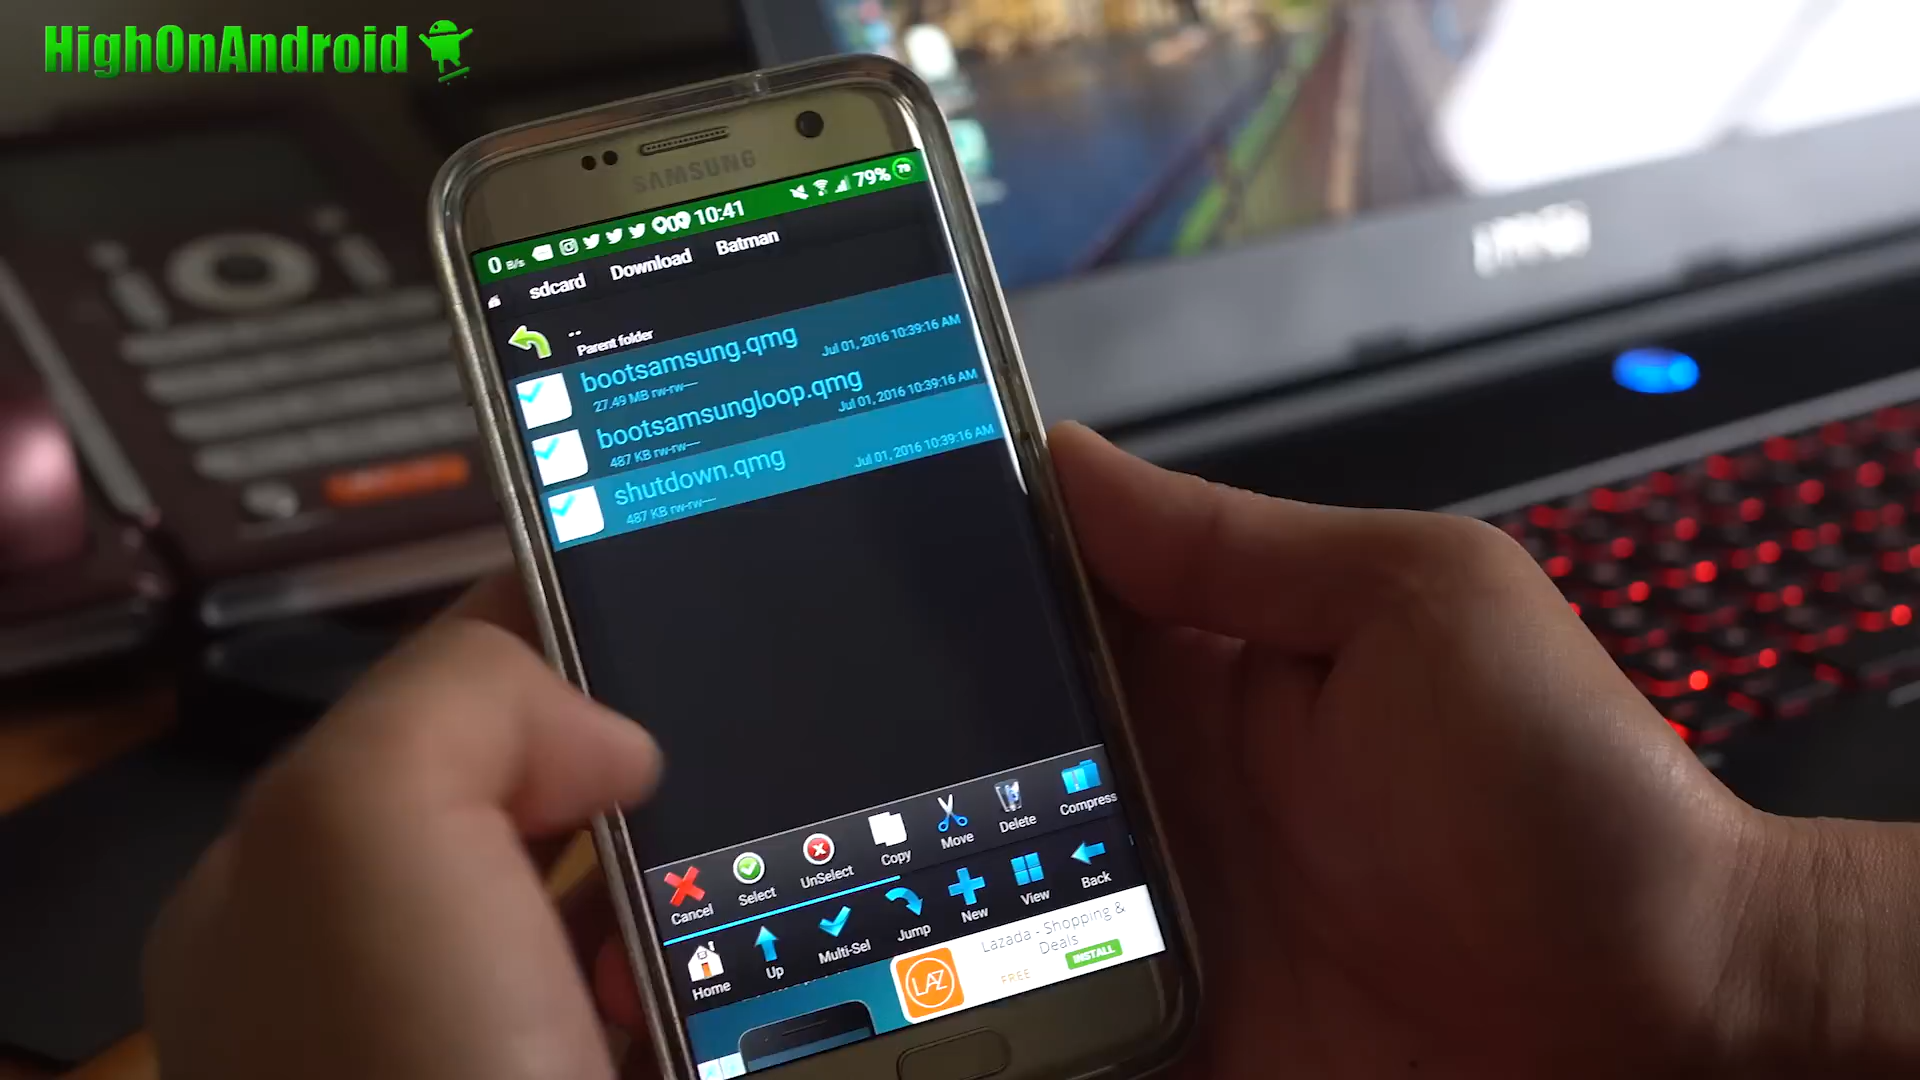 HighOnAndroid
SAMSUNG
0 B/s 10:41 79% 79
sdcard Download Batman
..
Parent folder
bootsamsung.qmg
27.49 MB rw-rw---
Jul 01, 2016 10:39:16 AM
bootsamsungloop.qmg
487 KB rw-rw---
Jul 01, 2016 10:39:16 AM
shutdown.qmg
487 KB rw-rw---
Jul 01, 2016 10:39:16 AM
Cancel Select UnSelect Copy Move Delete Compress
Home Up Multi-Sel Jump New View Back
Lazada - Shopping &
Deals
FREE INSTALL
LAZ